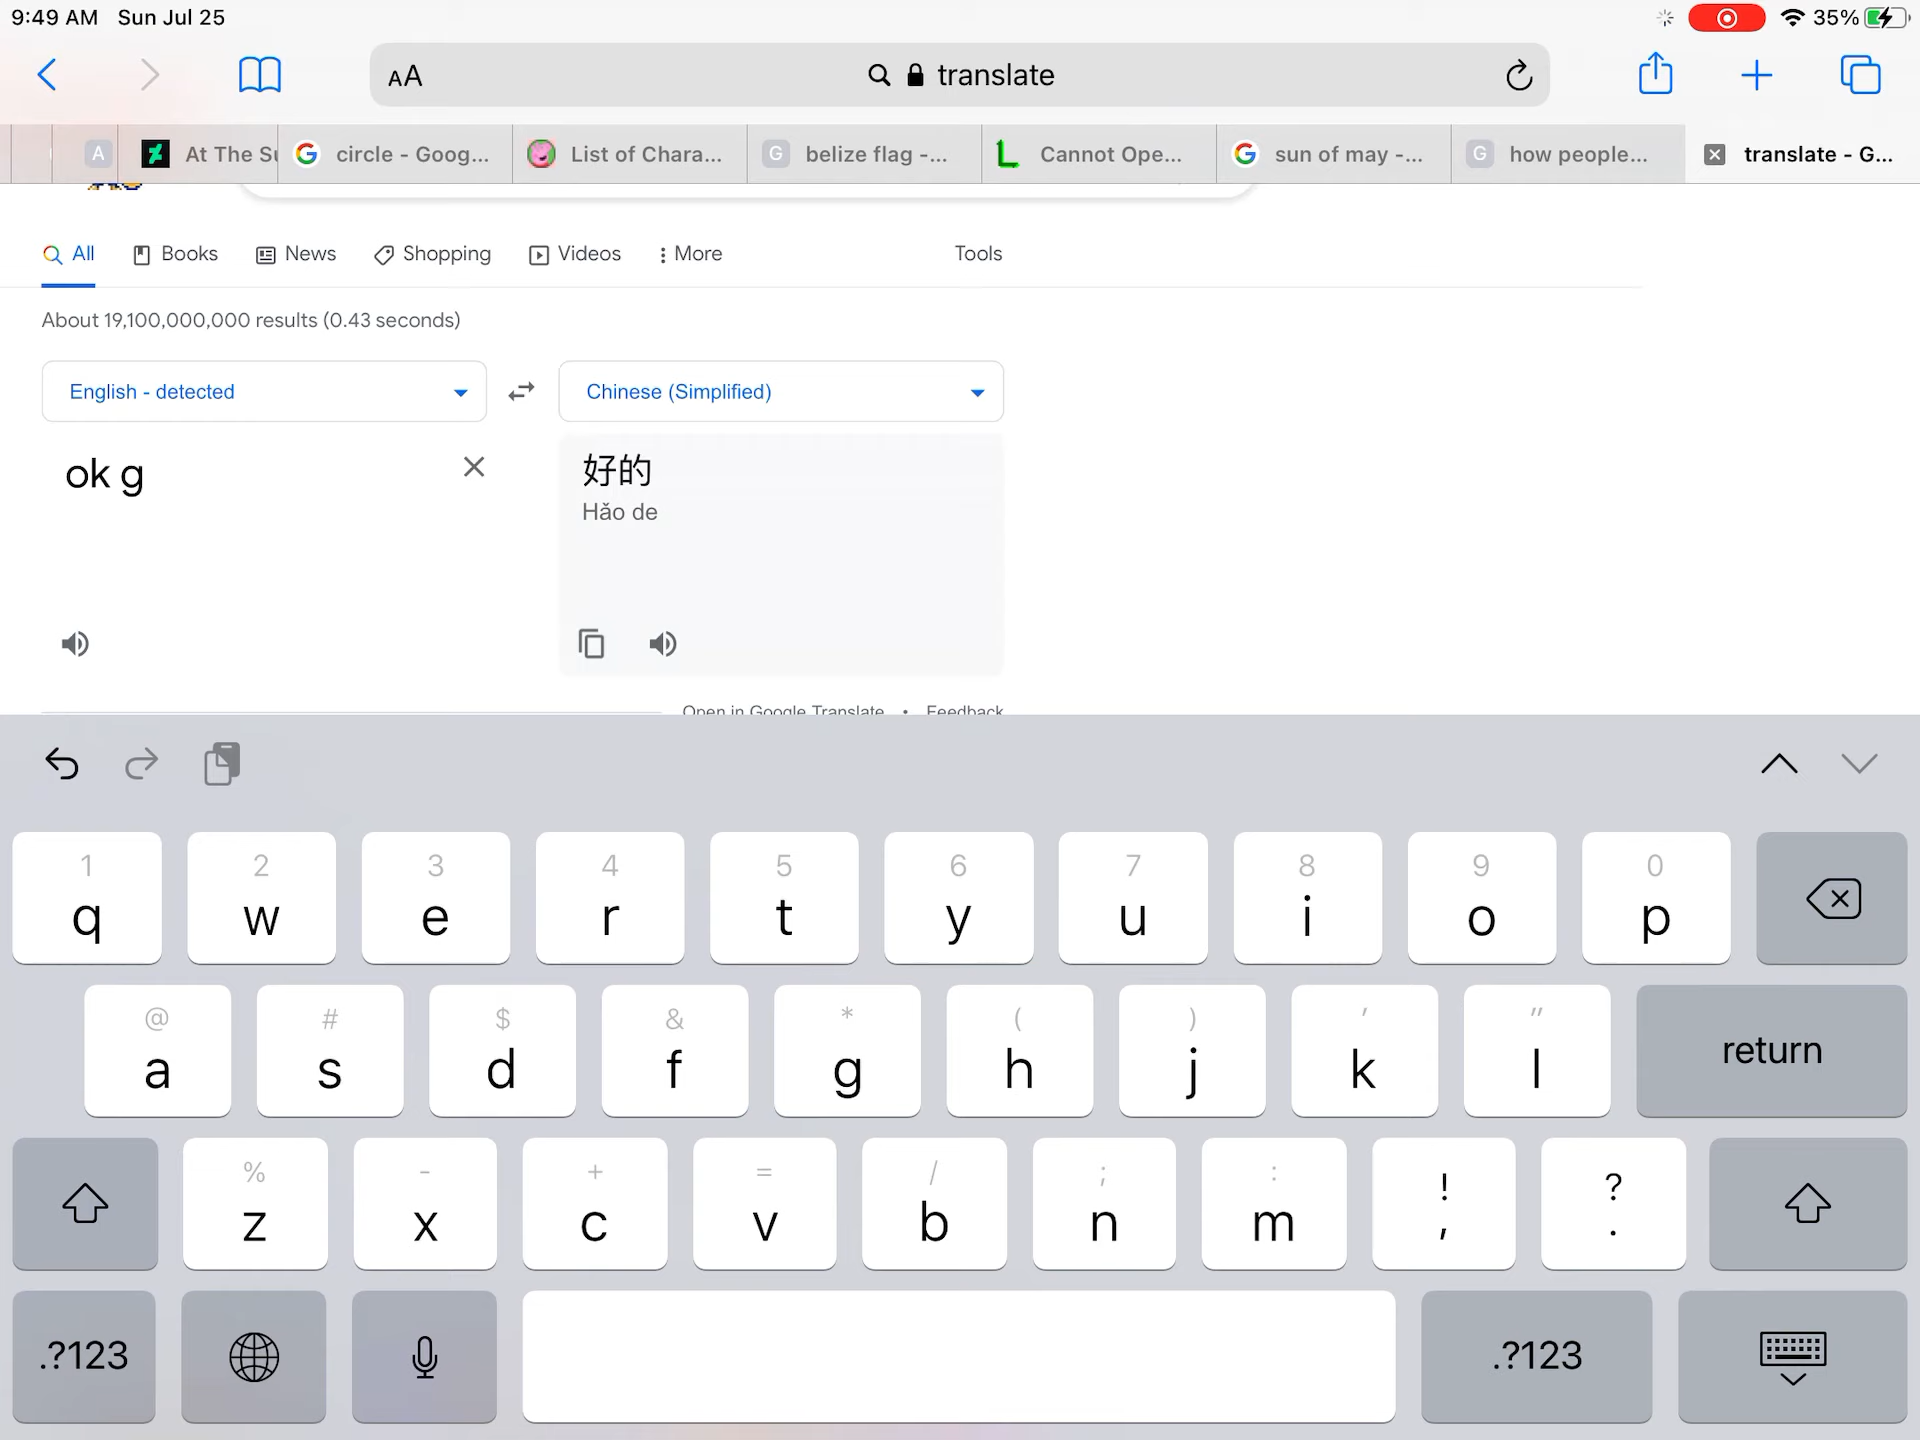 9:49 AM Sun Jul 25
35%
AA translate
A At The Su circle - Goog... List of Chara... G belize flag -... Cannot Ope... sun of may -... G how people... translate - G...
All Books News Shopping Videos More Tools
About 19,100,000,000 results (0.43 seconds)
English - detected Chinese (Simplified)
ok g 好的
Hǎo de
Open in Google Translate • Feedback
1 2 3 4 5 6 7 8 9 0
q w e r t y u i o p
@ # $ & * ( ) ' "
a s d f g h j k l return
% - + = / ; : ! ?
z x c v b n m , .
.?123 .?123